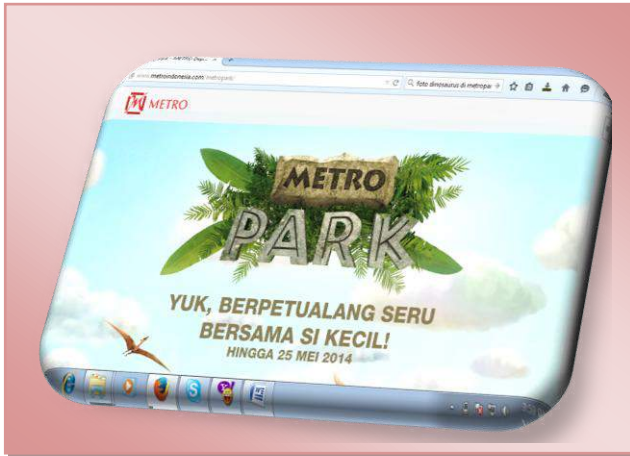 www.metroindonesia.com/metropark/
foto dinosaurus di metropar
METRO
METRO
PARK
YUK, BERPETUALANG SERU
BERSAMA SI KECIL!
HINGGA 25 MEI 2014